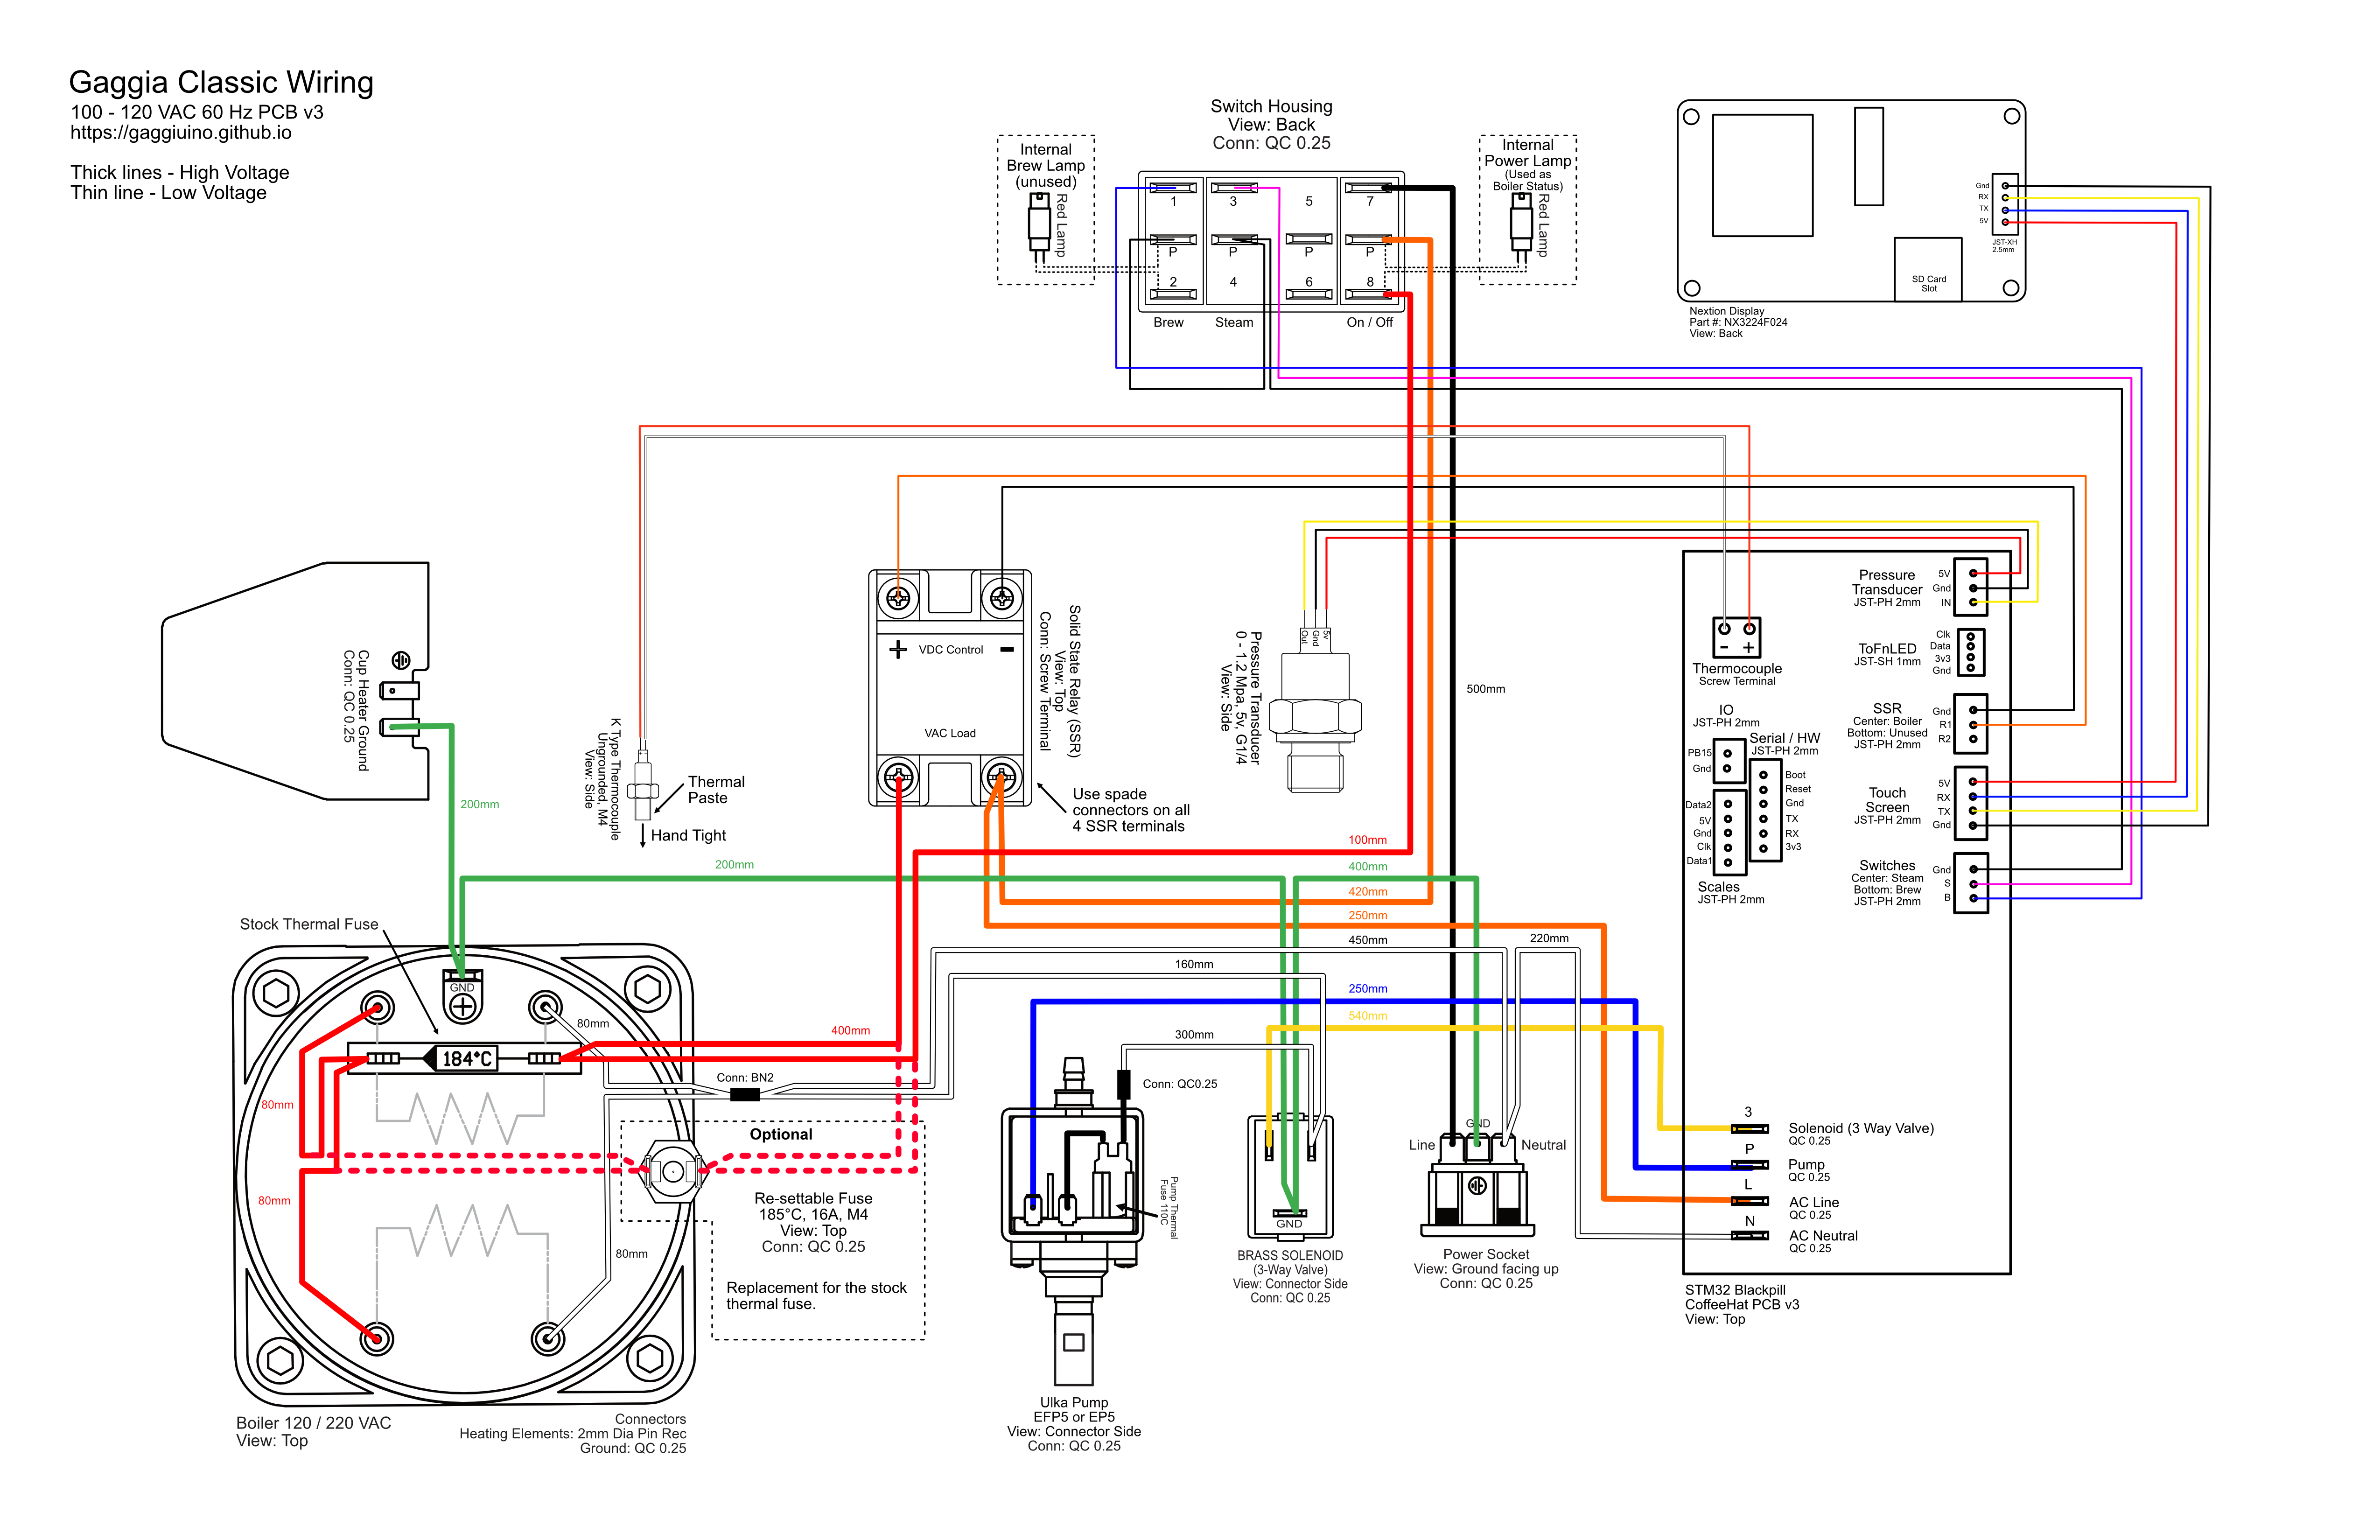 Gaggia Classic Wiring
100 - 120 VAC 60 Hz PCB v3
https://gaggiuino.github.io
Thick lines - High Voltage
Thin line - Low Voltage
Switch Housing
View: Back
Conn: QC 0.25
Internal
Brew Lamp
(unused)
Red Lamp
1
3
5
7
P
P
P
P
2
4
6
8
Brew
Steam
On / Off
Internal
Power Lamp
(Used as
Boiler Status)
Red Lamp
Gnd
RX
TX
5V
JST-XH
2.5mm
SD Card
Slot
Nextion Display
Part #: NX3224F024
View: Back
Cup Heater Ground
Conn: QC 0.25
200mm
K Type Thermocouple
Ungrounded, M4
View: Side
Thermal
Paste
Hand Tight
+
VDC Control
-
VAC Load
Solid State Relay (SSR)
View: Top
Conn: Screw Terminal
Use spade
connectors on all
4 SSR terminals
Out
Gnd
5v
Pressure Transducer
0 - 1.2 Mpa, 5v, G1/4
View: Side
500mm
100mm
200mm
400mm
420mm
250mm
450mm
220mm
160mm
250mm
540mm
300mm
400mm
Stock Thermal Fuse
GND
80mm
184°C
80mm
80mm
80mm
Conn: BN2
Optional
Re-settable Fuse
185°C, 16A, M4
View: Top
Conn: QC 0.25
Replacement for the stock
thermal fuse.
Boiler 120 / 220 VAC
View: Top
Connectors
Heating Elements: 2mm Dia Pin Rec
Ground: QC 0.25
Conn: QC0.25
Pump Thermal
Fuse 110C
Ulka Pump
EFP5 or EP5
View: Connector Side
Conn: QC 0.25
GND
BRASS SOLENOID
(3-Way Valve)
View: Connector Side
Conn: QC 0.25
Line
GND
Neutral
Power Socket
View: Ground facing up
Conn: QC 0.25
Pressure
Transducer
JST-PH 2mm
5V
Gnd
IN
ToFnLED
JST-SH 1mm
Clk
Data
3v3
Gnd
- +
Thermocouple
Screw Terminal
SSR
Center: Boiler
Bottom: Unused
JST-PH 2mm
Gnd
R1
R2
IO
JST-PH 2mm
PB15
Gnd
Serial / HW
JST-PH 2mm
Boot
Reset
Gnd
TX
RX
3v3
Data2
5V
Gnd
Clk
Data1
Scales
JST-PH 2mm
Touch
Screen
JST-PH 2mm
5V
RX
TX
Gnd
Switches
Center: Steam
Bottom: Brew
JST-PH 2mm
Gnd
S
B
3
Solenoid (3 Way Valve)
QC 0.25
P
Pump
QC 0.25
L
AC Line
QC 0.25
N
AC Neutral
QC 0.25
STM32 Blackpill
CoffeeHat PCB v3
View: Top